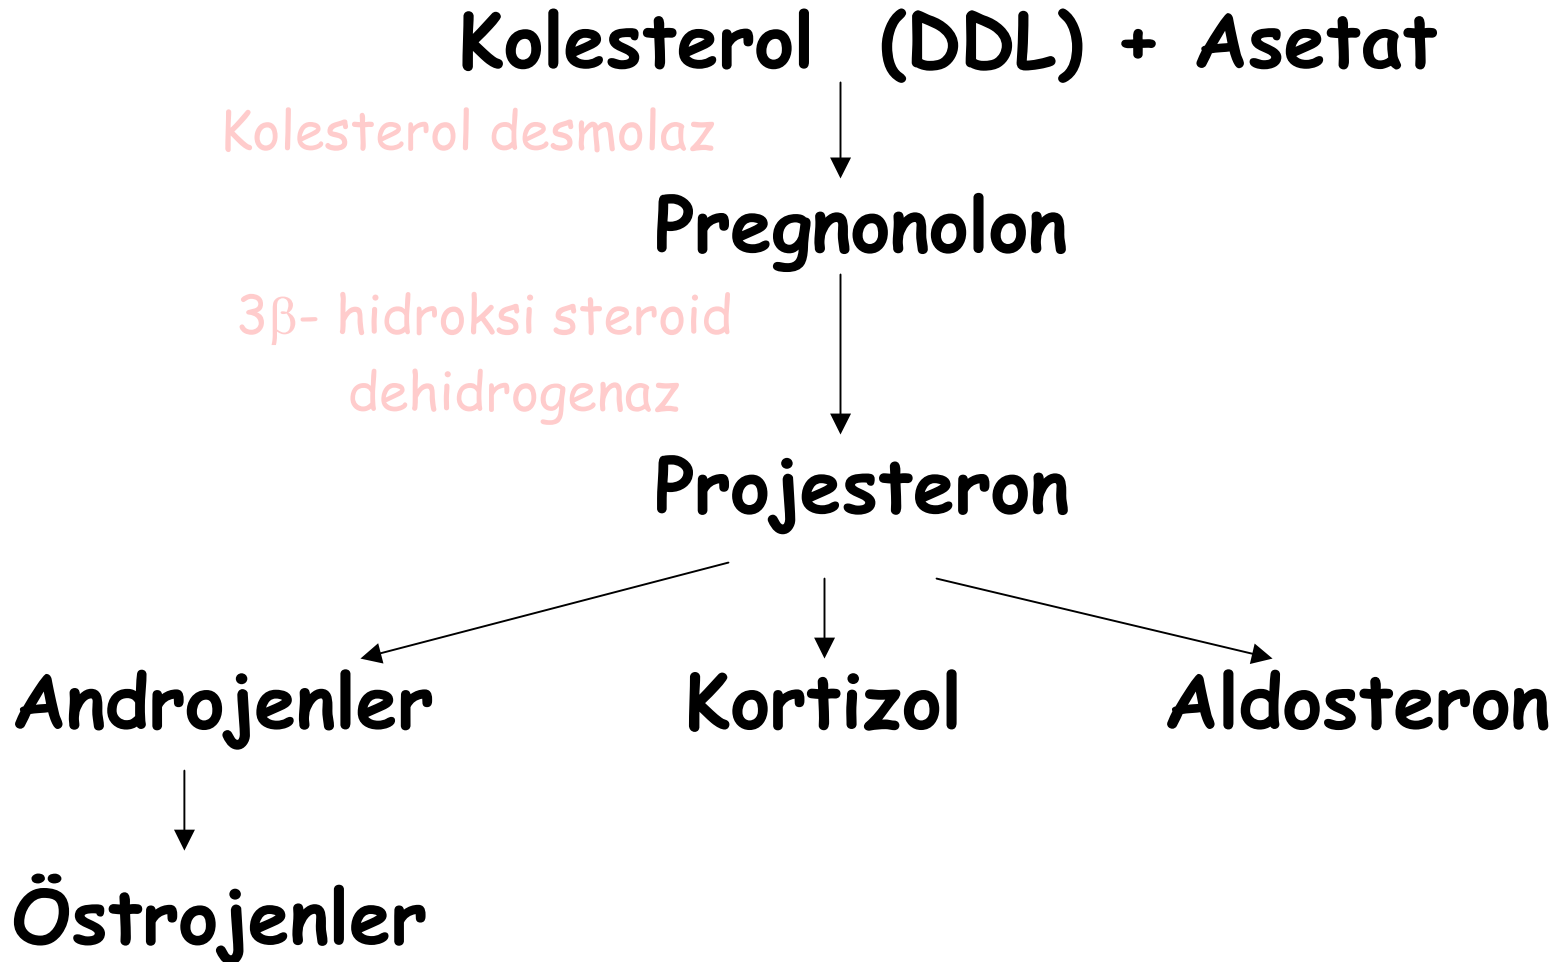 Kolesterol (DDL) + Asetat
Kolesterol desmolaz
Pregnonolon
3β- hidroksi steroid
dehidrogenaz
Projesteron
Androjenler Kortizol Aldosteron
Östrojenler